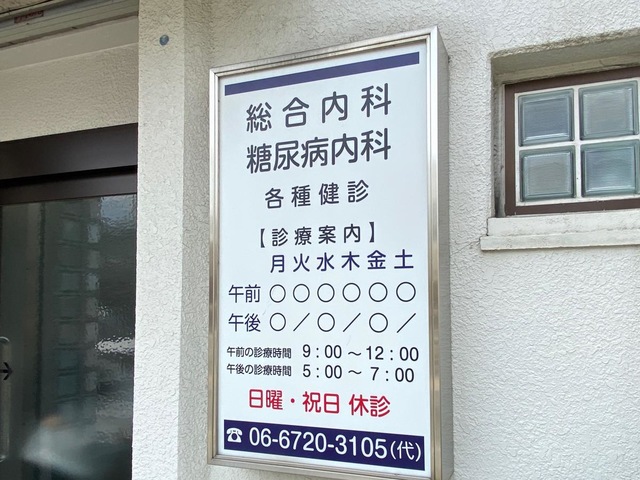 総合内科
糖尿病内科
各種健診
【診療案内】
月火水木金土
午前 ○○○○○○
午後 ○／○／○／
午前の診療時間 9：00～12：00
午後の診療時間 5：00～ 7：00
日曜・祝日 休診
☎ 06-6720-3105(代)